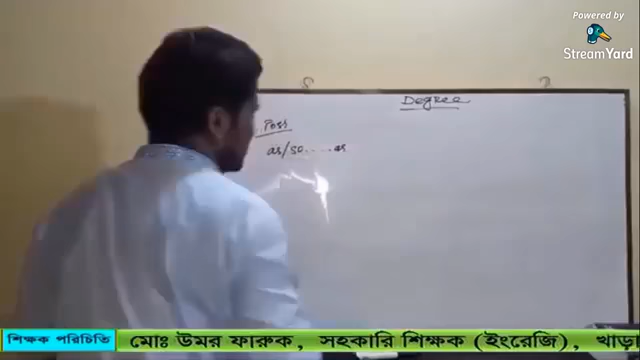 Powered by
StreamYard
Degree
Poss
as/so.....as
শিক্ষক পরিচিতি
মোঃ উমর ফারুক, সহকারি শিক্ষক (ইংরেজি), খাড়